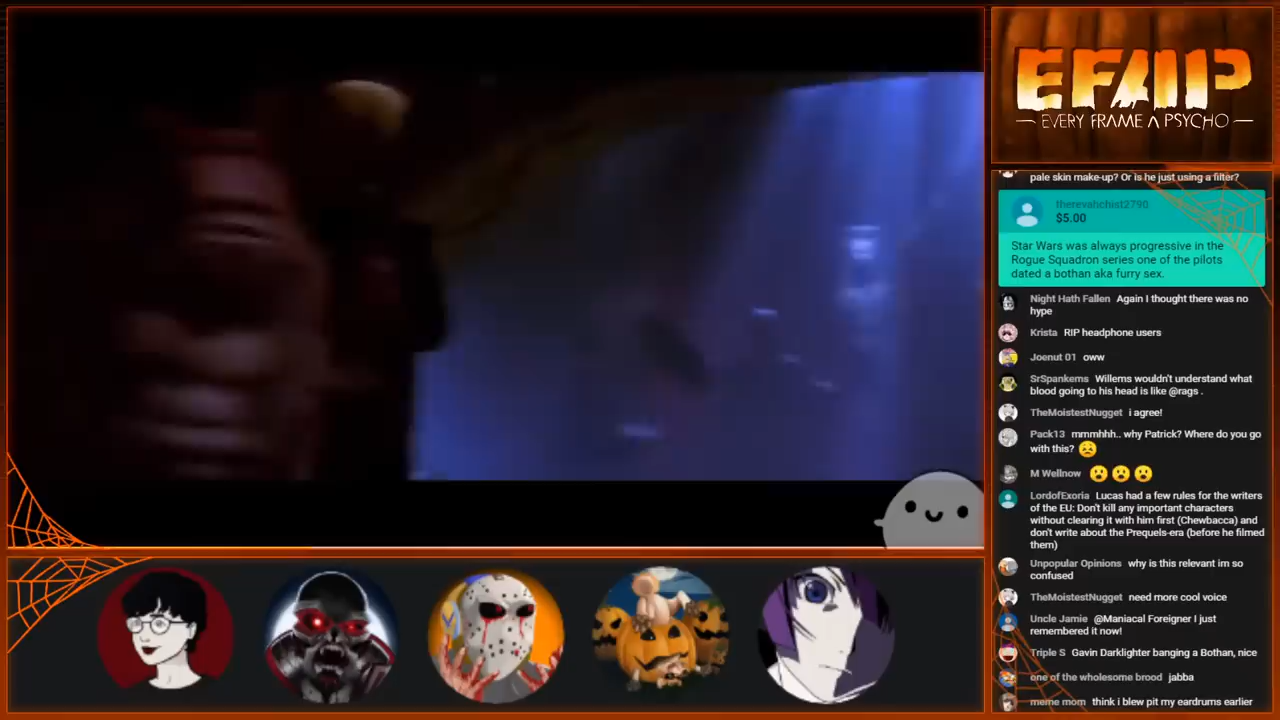 EFAP
EVERY FRAME A PSYCHO
pale skin make-up? Or is he just using a filter?
therevahchist2790
$5.00
Star Wars was always progressive in the
Rogue Squadron series one of the pilots
dated a bothan aka furry sex.
Night Hath Fallen Again I thought there was no
hype
Krista RIP headphone users
Joenut 01 oww
SrSpankems Willems wouldn't understand what
blood going to his head is like @rags .
TheMoistestNugget i agree!
Pack13 mmmhhh.. why Patrick? Where do you go
with this? 😣
M Wellnow 😮 😮 😮
LordofExoria Lucas had a few rules for the writers
of the EU: Don't kill any important characters
without clearing it with him first (Chewbacca) and
don't write about the Prequels-era (before he filmed
them)
Unpopular Opinions why is this relevant im so
confused
TheMoistestNugget need more cool voice
Uncle Jamie @Maniacal Foreigner I just
remembered it now!
Triple S Gavin Darklighter banging a Bothan, nice
one of the wholesome brood jabba
meme mom think i blew pit my eardrums earlier